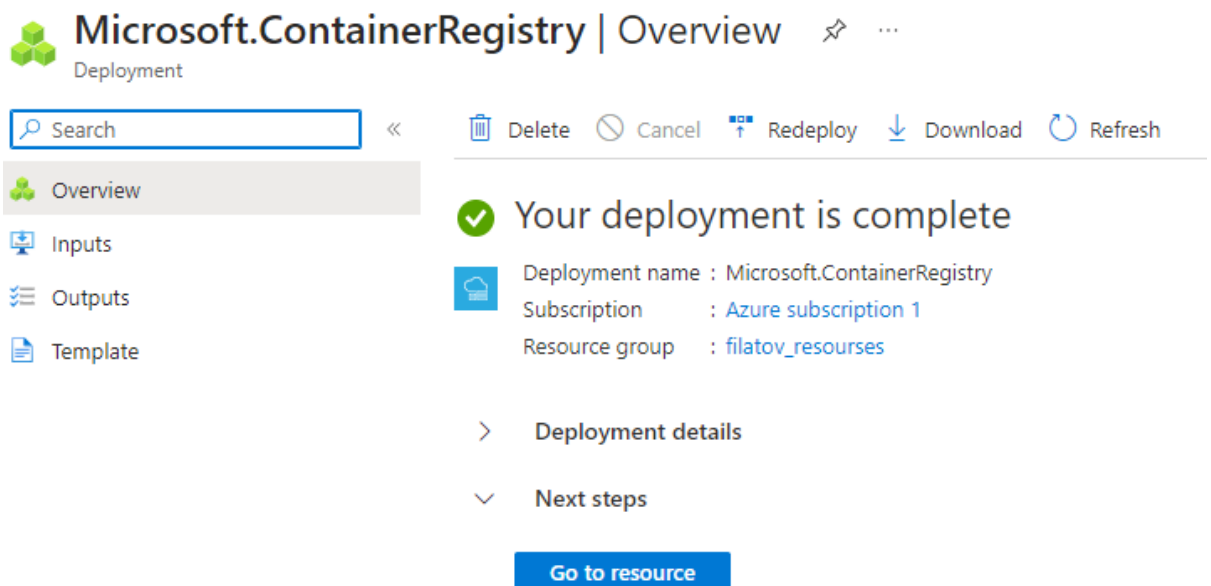 Microsoft.ContainerRegistry | Overview ...
Deployment
Search
«
Delete Cancel Redeploy Download Refresh
Overview
Inputs
Outputs
Template
Your deployment is complete
Deployment name : Microsoft.ContainerRegistry
Subscription : Azure subscription 1
Resource group : filatov_resourses
Deployment details
Next steps
Go to resource